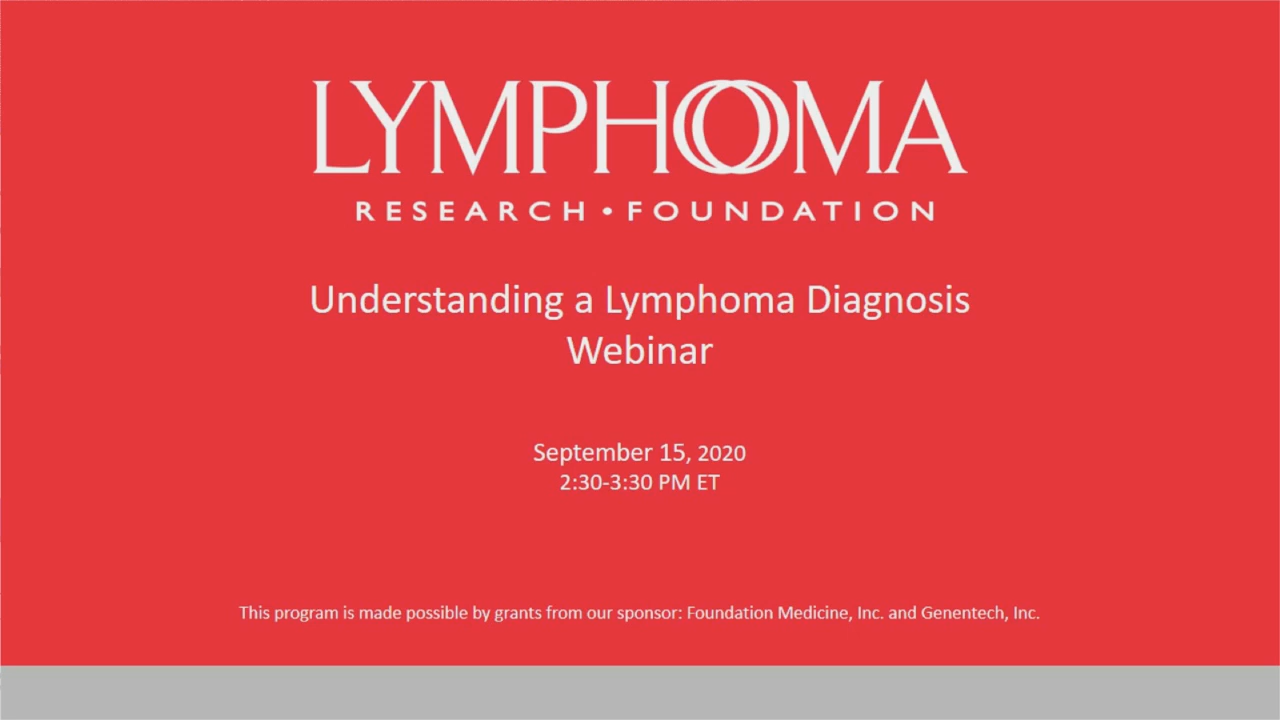 LYMPHOMA
RESEARCH • FOUNDATION
Understanding a Lymphoma Diagnosis
Webinar
September 15, 2020
2:30-3:30 PM ET
This program is made possible by grants from our sponsor: Foundation Medicine, Inc. and Genentech, Inc.